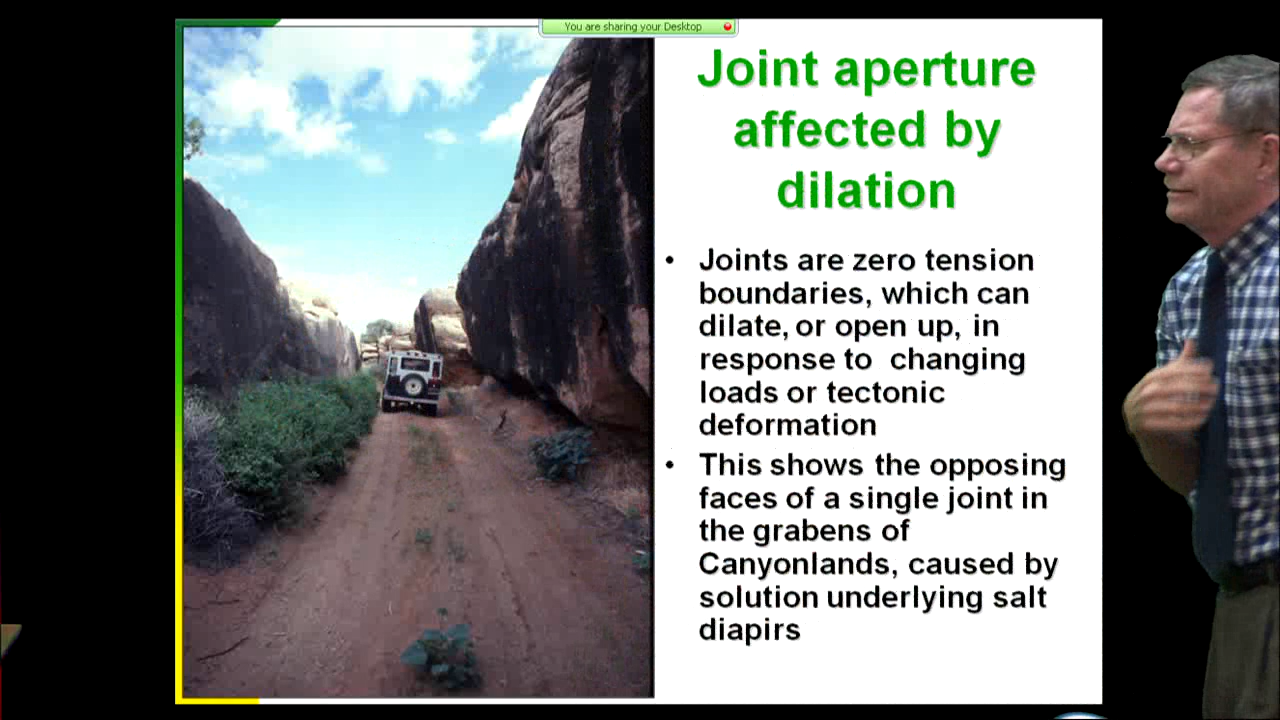 You are sharing your Desktop
Joint aperture
affected by
dilation
• Joints are zero tension
boundaries, which can
dilate, or open up, in
response to changing
loads or tectonic
deformation
• This shows the opposing
faces of a single joint in
the grabens of
Canyonlands, caused by
solution underlying salt
diapirs